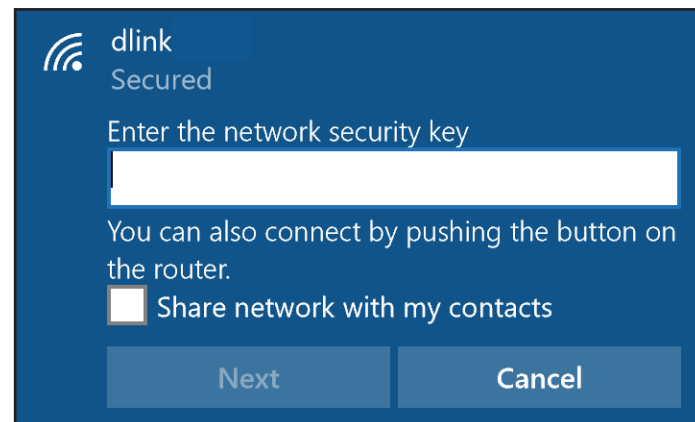 dlink
Secured
Enter the network security key
You can also connect by pushing the button on
the router.
Share network with my contacts
Next
Cancel